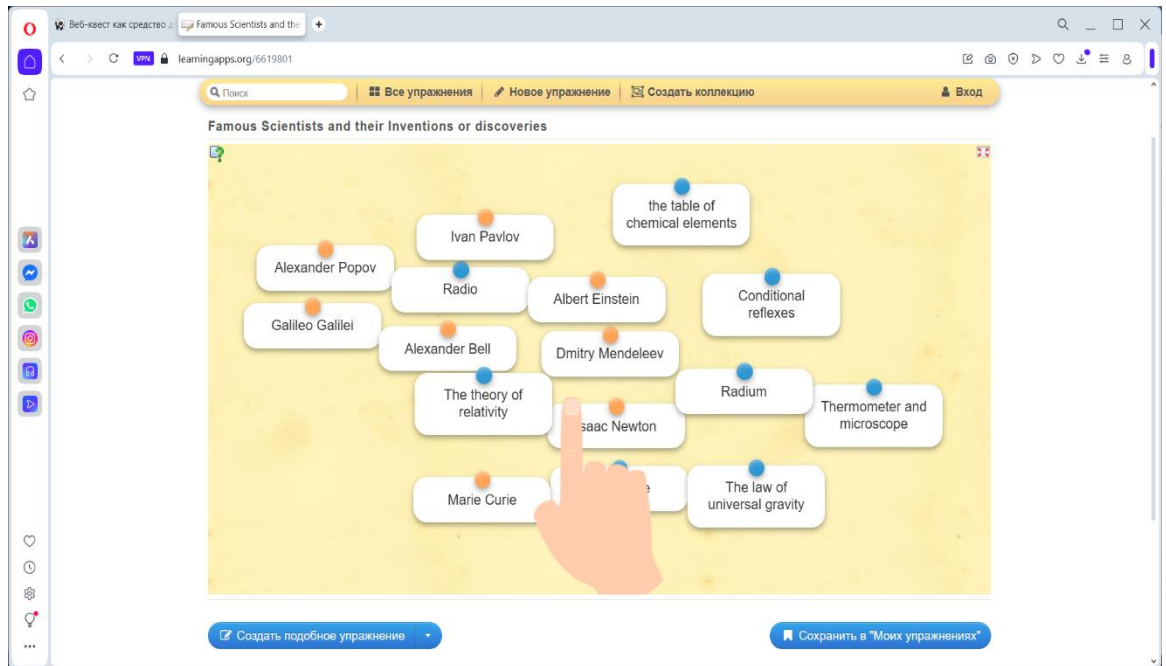 Веб-квест как средство д
Famous Scientists and the
VPN
learningapps.org/6619801
Поиск
Все упражнения
Новое упражнение
Создать коллекцию
Вход
Famous Scientists and their Inventions or discoveries
the table of
chemical elements
Ivan Pavlov
Alexander Popov
Radio
Albert Einstein
Conditional
reflexes
Galileo Galilei
Alexander Bell
Dmitry Mendeleev
The theory of
relativity
Radium
Thermometer and
microscope
saac Newton
Marie Curie
e
The law of
universal gravity
Создать подобное упражнение
Сохранить в "Моих упражнениях"